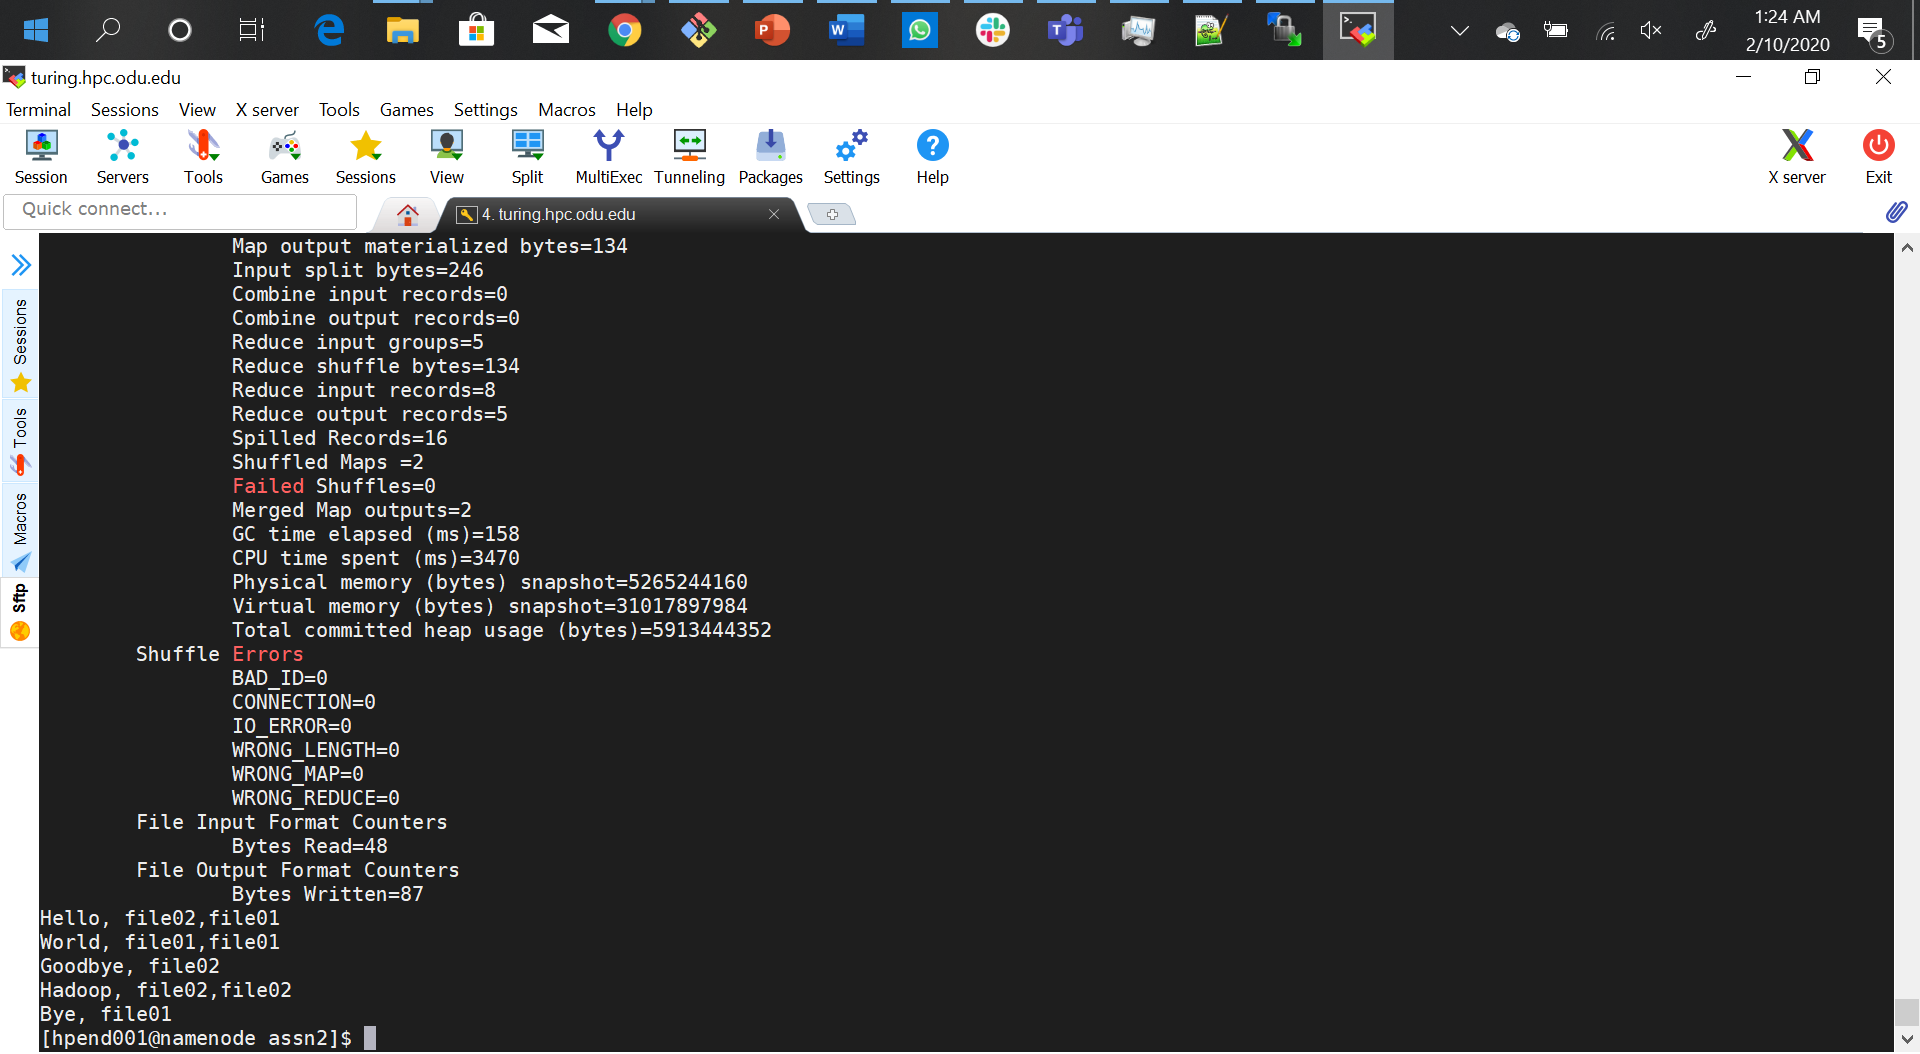 1:24 AM
2/10/2020
5
turing.hpc.odu.edu
Terminal Sessions View X server Tools Games Settings Macros Help
Session Servers Tools Games Sessions View Split MultiExec Tunneling Packages Settings Help X server Exit
Quick connect...
4. turing.hpc.odu.edu
Sessions
Tools
Macros
Sftp
Map output materialized bytes=134
Input split bytes=246
Combine input records=0
Combine output records=0
Reduce input groups=5
Reduce shuffle bytes=134
Reduce input records=8
Reduce output records=5
Spilled Records=16
Shuffled Maps =2
Failed Shuffles=0
Merged Map outputs=2
GC time elapsed (ms)=158
CPU time spent (ms)=3470
Physical memory (bytes) snapshot=5265244160
Virtual memory (bytes) snapshot=31017897984
Total committed heap usage (bytes)=5913444352
Shuffle Errors
BAD_ID=0
CONNECTION=0
IO_ERROR=0
WRONG_LENGTH=0
WRONG_MAP=0
WRONG_REDUCE=0
File Input Format Counters
Bytes Read=48
File Output Format Counters
Bytes Written=87
Hello, file02,file01
World, file01,file01
Goodbye, file02
Hadoop, file02,file02
Bye, file01
[hpend001@namenode assn2]$